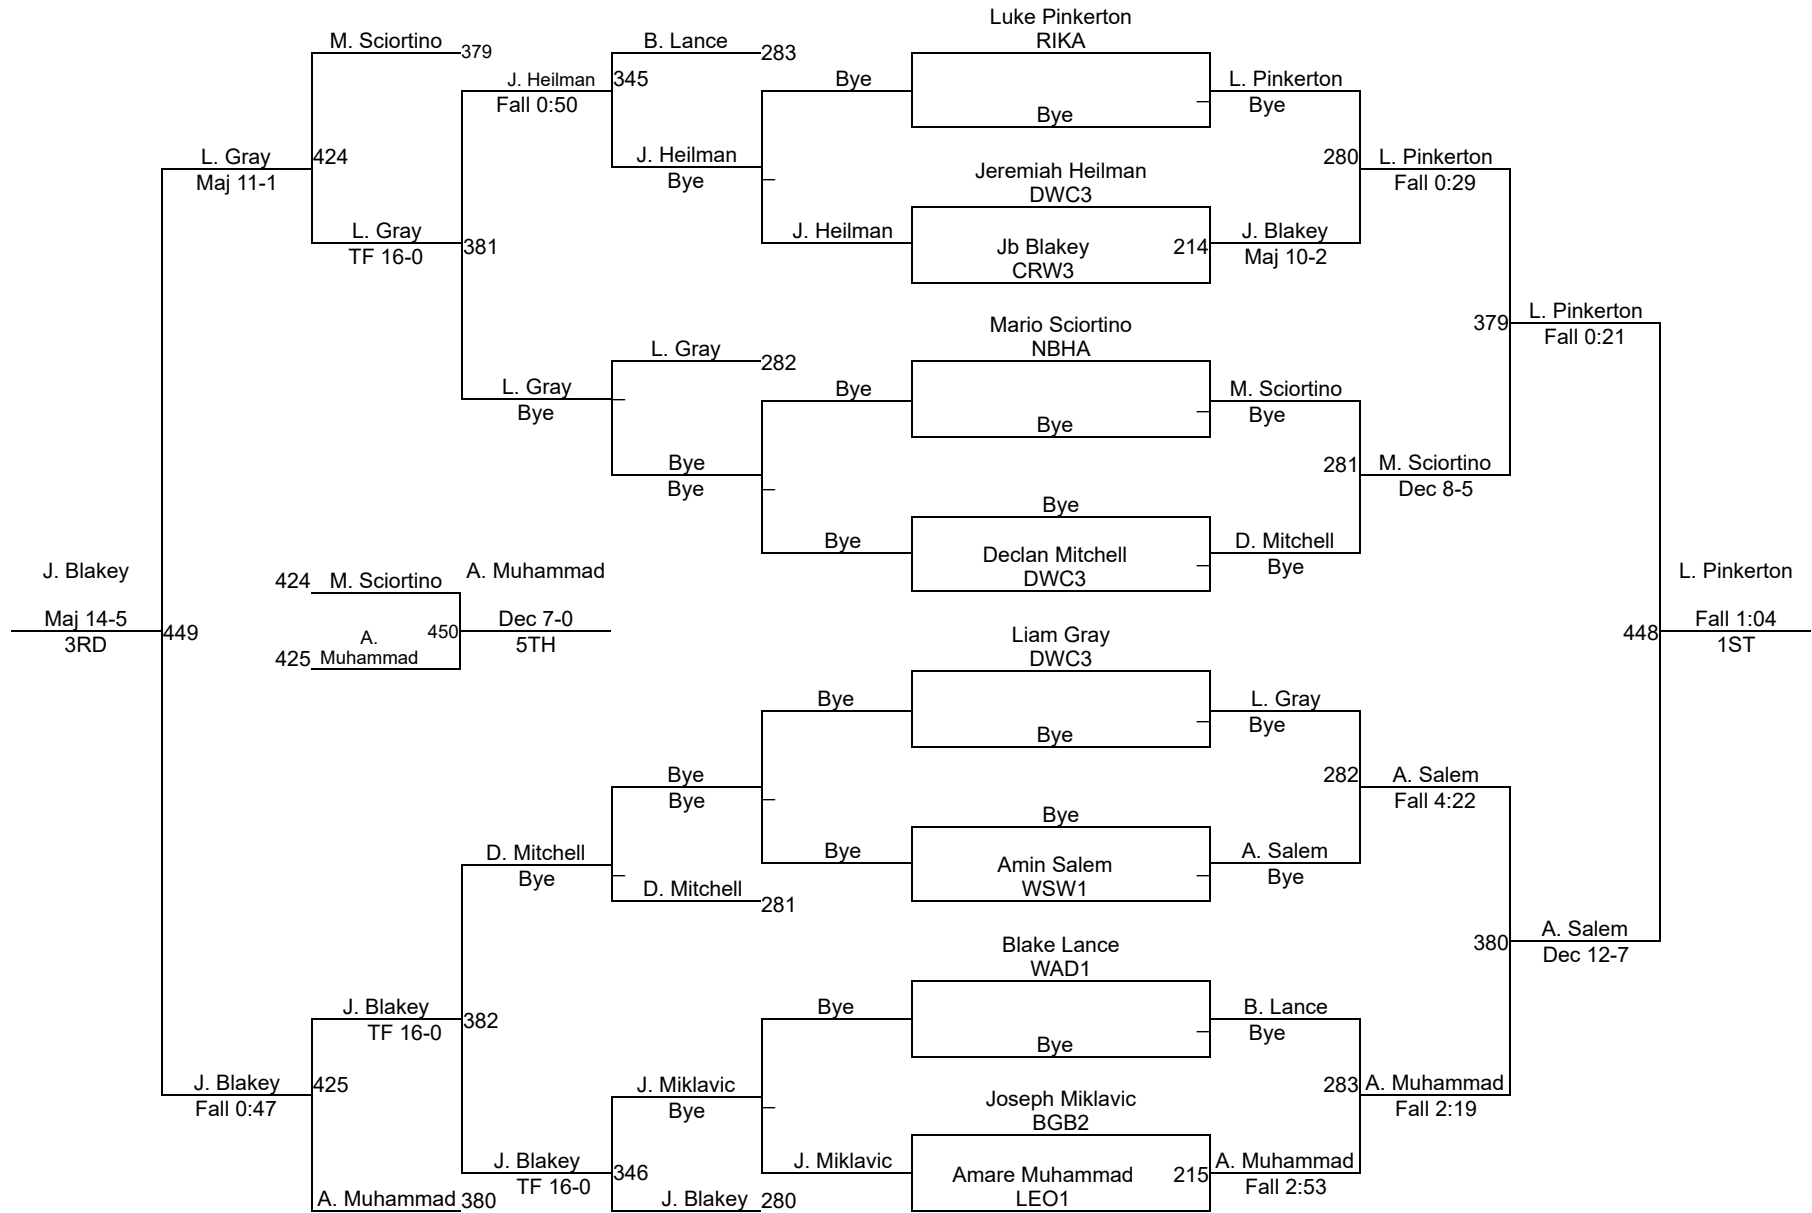 Luke Pinkerton
RIKA
M. Sciortino
379
B. Lance
283
J. Heilman
345
Fall 0:50
Bye
L. Pinkerton
Bye
Bye
L. Gray
424
Maj 11-1
J. Heilman
Bye
280
L. Pinkerton
Fall 0:29
Jeremiah Heilman
DWC3
L. Gray
381
TF 16-0
J. Heilman
Jb Blakey
214
CRW3
J. Blakey
Maj 10-2
Mario Sciortino
NBHA
379
L. Pinkerton
Fall 0:21
L. Gray
282
L. Gray
Bye
Bye
M. Sciortino
Bye
Bye
Bye
Bye
281
M. Sciortino
Dec 8-5
Bye
Bye
Declan Mitchell
DWC3
D. Mitchell
Bye
J. Blakey
Maj 14-5
3RD
449
424
M. Sciortino
A. Muhammad
425
A.
Muhammad
450
Dec 7-0
5TH
L. Pinkerton
448
Fall 1:04
1ST
Liam Gray
DWC3
Bye
L. Gray
Bye
Bye
Bye
Bye
282
A. Salem
Fall 4:22
Bye
D. Mitchell
Bye
Bye
Amin Salem
WSW1
A. Salem
Bye
D. Mitchell
281
Blake Lance
WAD1
380
A. Salem
Dec 12-7
J. Blakey
382
TF 16-0
Bye
B. Lance
Bye
Bye
J. Blakey
425
Fall 0:47
J. Miklavic
Bye
283
A. Muhammad
Fall 2:19
Joseph Miklavic
BGB2
J. Blakey
346
TF 16-0
J. Miklavic
Amare Muhammad
215
LEO1
A. Muhammad
Fall 2:53
A. Muhammad
380
J. Blakey
280